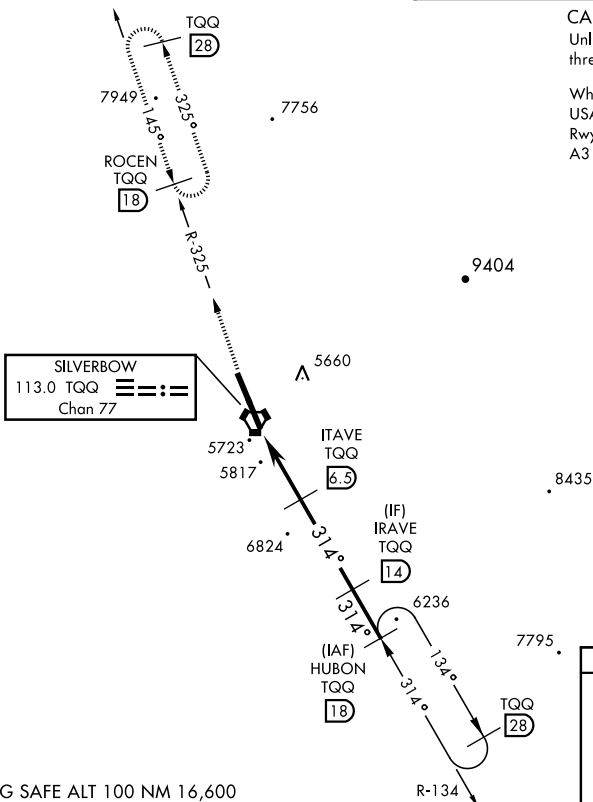 TQQ
28
CA
Unl
thre
7949
325°
145°
7756
Wh
USA
Rwy
A3
ROCEN
TQQ
18
R-325
9404
SILVERBOW
113.0 TQQ
Chan 77
5660
5723
5817
ITAVE
TQQ
6.5
8435
6824
314°
(IF)
IRAVE
TQQ
14
314°
6236
(IAF)
HUBON
TQQ
18
134°
314°
7795
TQQ
28
R-134
G SAFE ALT 100 NM 16,600